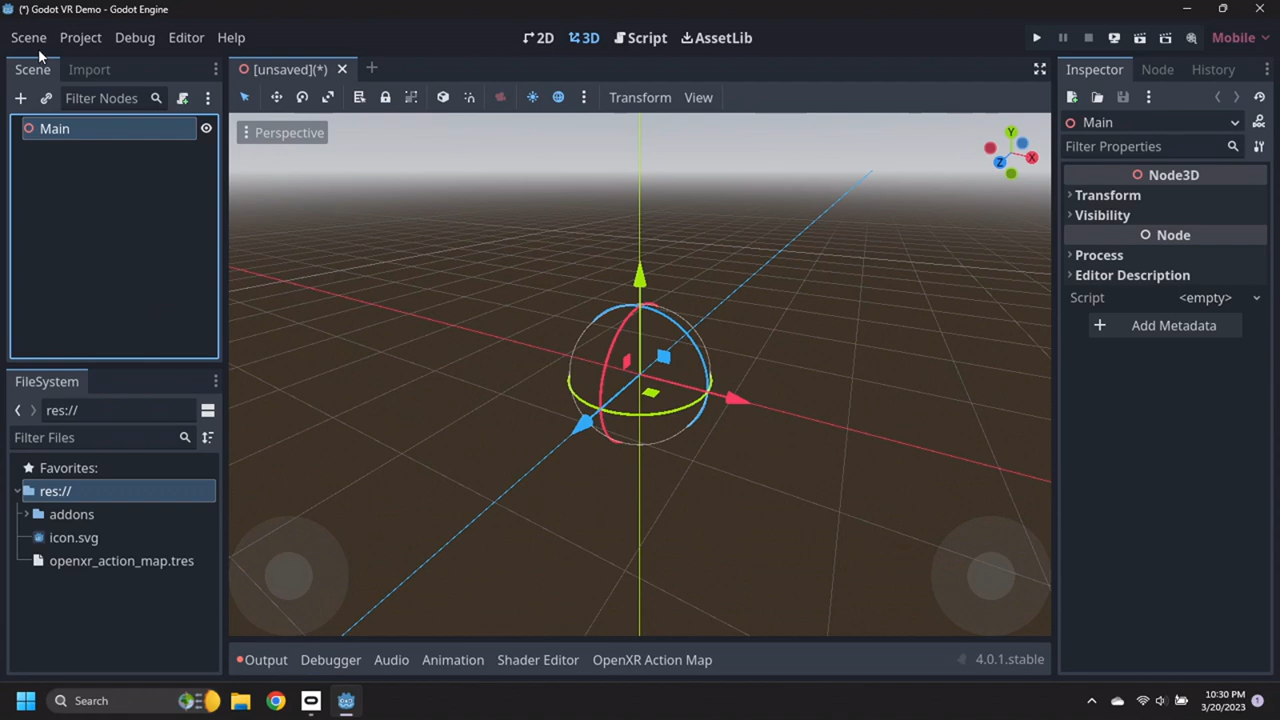 (*) Godot VR Demo - Godot Engine
Scene Project Debug Editor Help
2D 3D Script AssetLib
Mobile
Scene Import
[unsaved](*)
Inspector Node History
Filter Nodes
Transform View
Main
Main
Perspective
Y
X
Z
Filter Properties
Node3D
Transform
Visibility
Node
Process
Editor Description
Script <empty>
Add Metadata
FileSystem
res://
Filter Files
Favorites:
res://
addons
icon.svg
openxr_action_map.tres
Output Debugger Audio Animation Shader Editor OpenXR Action Map
4.0.1.stable
Search
10:30 PM
3/20/2023
1